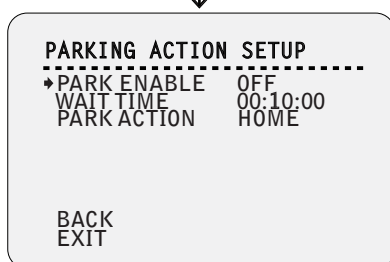 PARKING ACTION SETUP
PARK ENABLE OFF
WAIT TIME 00:10:00
PARK ACTION HOME
BACK
EXIT